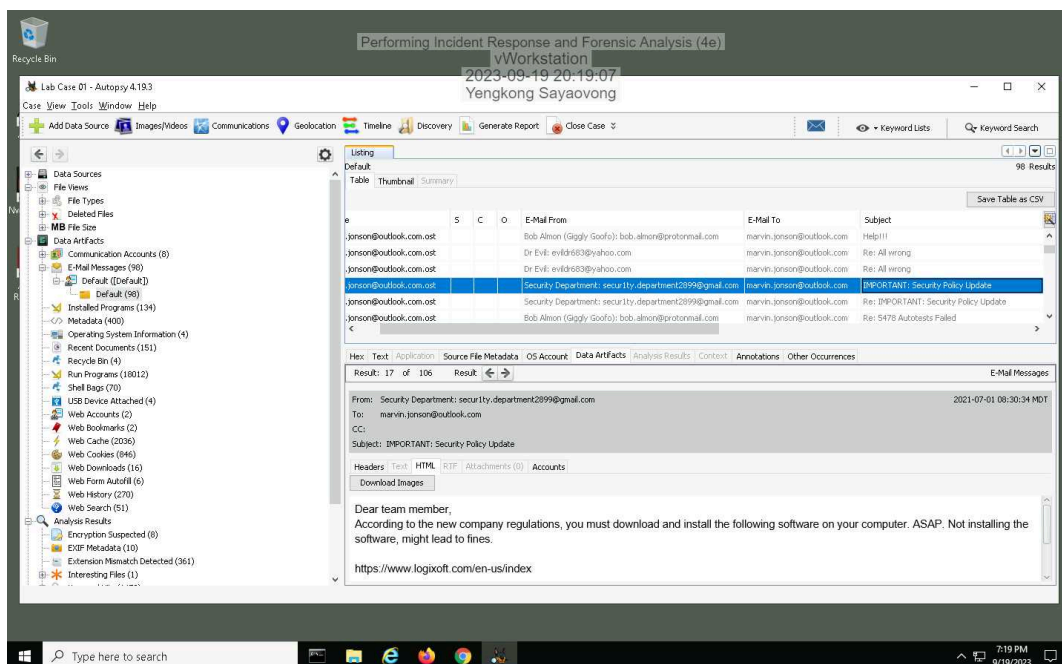 Recycle Bin
Performing Incident Response and Forensic Analysis (4e)
vWorkstation
2023-09-19 20:19:07
Yengkong Sayaovong
Lab Case 01 - Autopsy 4.19.3
Case View Tools Window Help
Add Data Source Images/Videos Communications Geolocation Timeline Discovery Generate Report Close Case Keyword Lists Keyword Search
Listing
Default
98 Results
Table Thumbnail Summary
Save Table as CSV
e S C O E-Mail From E-Mail To Subject
.jonson@outlook.com.ost Bob Almon (Giggly Goofo): bob.almon@protonmail.com marvin.jonson@outlook.com Help!!!
.jonson@outlook.com.ost Dr Evil: evildr683@yahoo.com marvin.jonson@outlook.com Re: All wrong
.jonson@outlook.com.ost Dr Evil: evildr683@yahoo.com marvin.jonson@outlook.com Re: All wrong
.jonson@outlook.com.ost Security Department: secur1ty.department2899@gmail.com marvin.jonson@outlook.com IMPORTANT: Security Policy Update
.jonson@outlook.com.ost Security Department: secur1ty.department2899@gmail.com marvin.jonson@outlook.com Re: IMPORTANT: Security Policy Update
.jonson@outlook.com.ost Bob Almon (Giggly Goofo): bob.almon@protonmail.com marvin.jonson@outlook.com Re: 5478 Autotests Failed
Data Sources
File Views
File Types
Deleted Files
MB File Size
Data Artifacts
Communication Accounts (8)
E-Mail Messages (98)
Default ([Default])
Default (98)
Installed Programs (134)
Metadata (400)
Operating System Information (4)
Recent Documents (151)
Recycle Bin (4)
Run Programs (18012)
Shell Bags (70)
USB Device Attached (4)
Web Accounts (2)
Web Bookmarks (2)
Web Cache (2036)
Web Cookies (846)
Web Downloads (16)
Web Form Autofill (6)
Web History (270)
Web Search (51)
Analysis Results
Encryption Suspected (8)
EXIF Metadata (10)
Extension Mismatch Detected (361)
Interesting Files (1)
Hex Text Application Source File Metadata OS Account Data Artifacts Analysis Results Context Annotations Other Occurrences
Result: 17 of 106 Result E-Mail Messages
From: Security Department: secur1ty.department2899@gmail.com 2021-07-01 08:30:34 MDT
To: marvin.jonson@outlook.com
CC:
Subject: IMPORTANT: Security Policy Update
Headers Text HTML RTF Attachments (0) Accounts
Download Images
Dear team member,
According to the new company regulations, you must download and install the following software on your computer. ASAP. Not installing the
software, might lead to fines.
https://www.logixoft.com/en-us/index
Type here to search
7:19 PM
9/19/2023